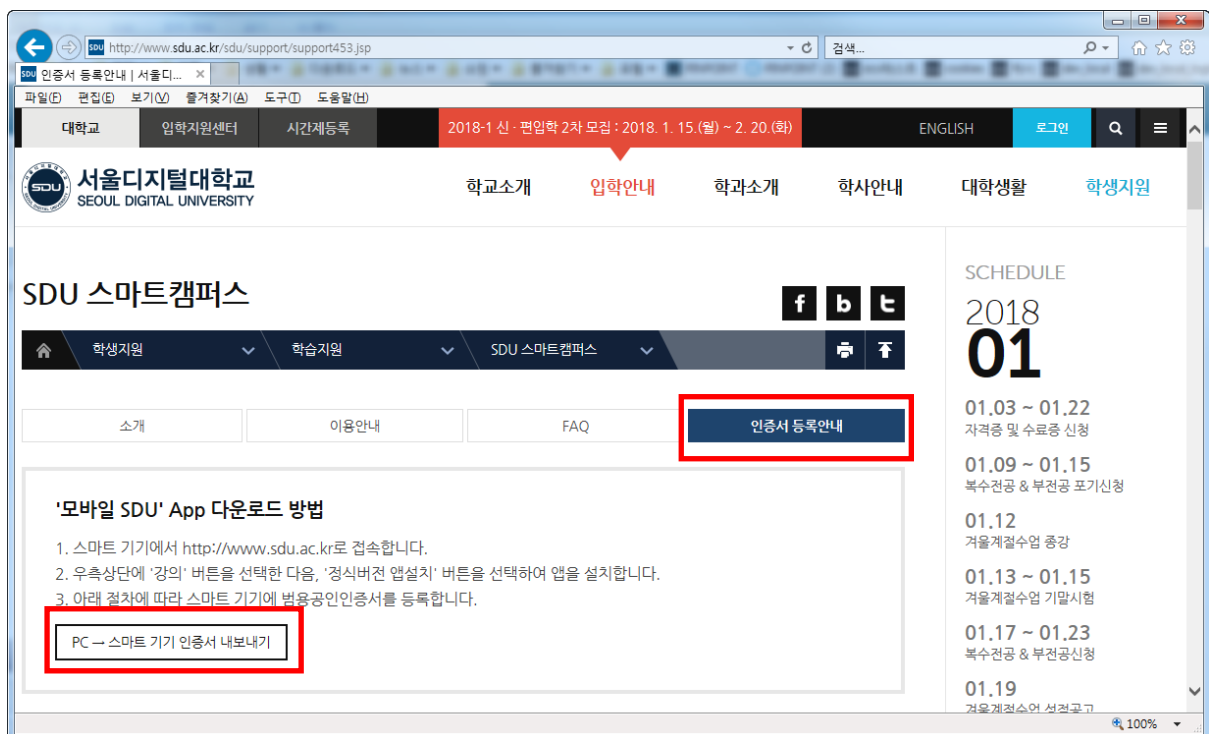 http://www.sdu.ac.kr/sdu/support/support453.jsp
검색...
인증서 등록안내 | 서울디...
파일(F) 편집(E) 보기(V) 즐겨찾기(A) 도구(T) 도움말(H)
대학교 입학지원센터 시간제등록 2018-1 신 · 편입학 2차 모집 : 2018. 1. 15.(월) ~ 2. 20.(화) ENGLISH 로그인
SDU 서울디지털대학교
SEOUL DIGITAL UNIVERSITY
학교소개 입학안내 학과소개 학사안내 대학생활 학생지원
SDU 스마트캠퍼스
학생지원 학습지원 SDU 스마트캠퍼스
소개 이용안내 FAQ 인증서 등록안내
'모바일 SDU' App 다운로드 방법
1. 스마트 기기에서 http://www.sdu.ac.kr로 접속합니다.
2. 우측상단에 '강의' 버튼을 선택한 다음, '정식버전 앱설치' 버튼을 선택하여 앱을 설치합니다.
3. 아래 절차에 따라 스마트 기기에 범용공인인증서를 등록합니다.
PC → 스마트 기기 인증서 내보내기
SCHEDULE
2018
01
01.03 ~ 01.22
자격증 및 수료증 신청
01.09 ~ 01.15
복수전공 & 부전공 포기신청
01.12
겨울계절수업 종강
01.13 ~ 01.15
겨울계절수업 기말시험
01.17 ~ 01.23
복수전공 & 부전공신청
01.19
겨울계절수업 성적공고
100%